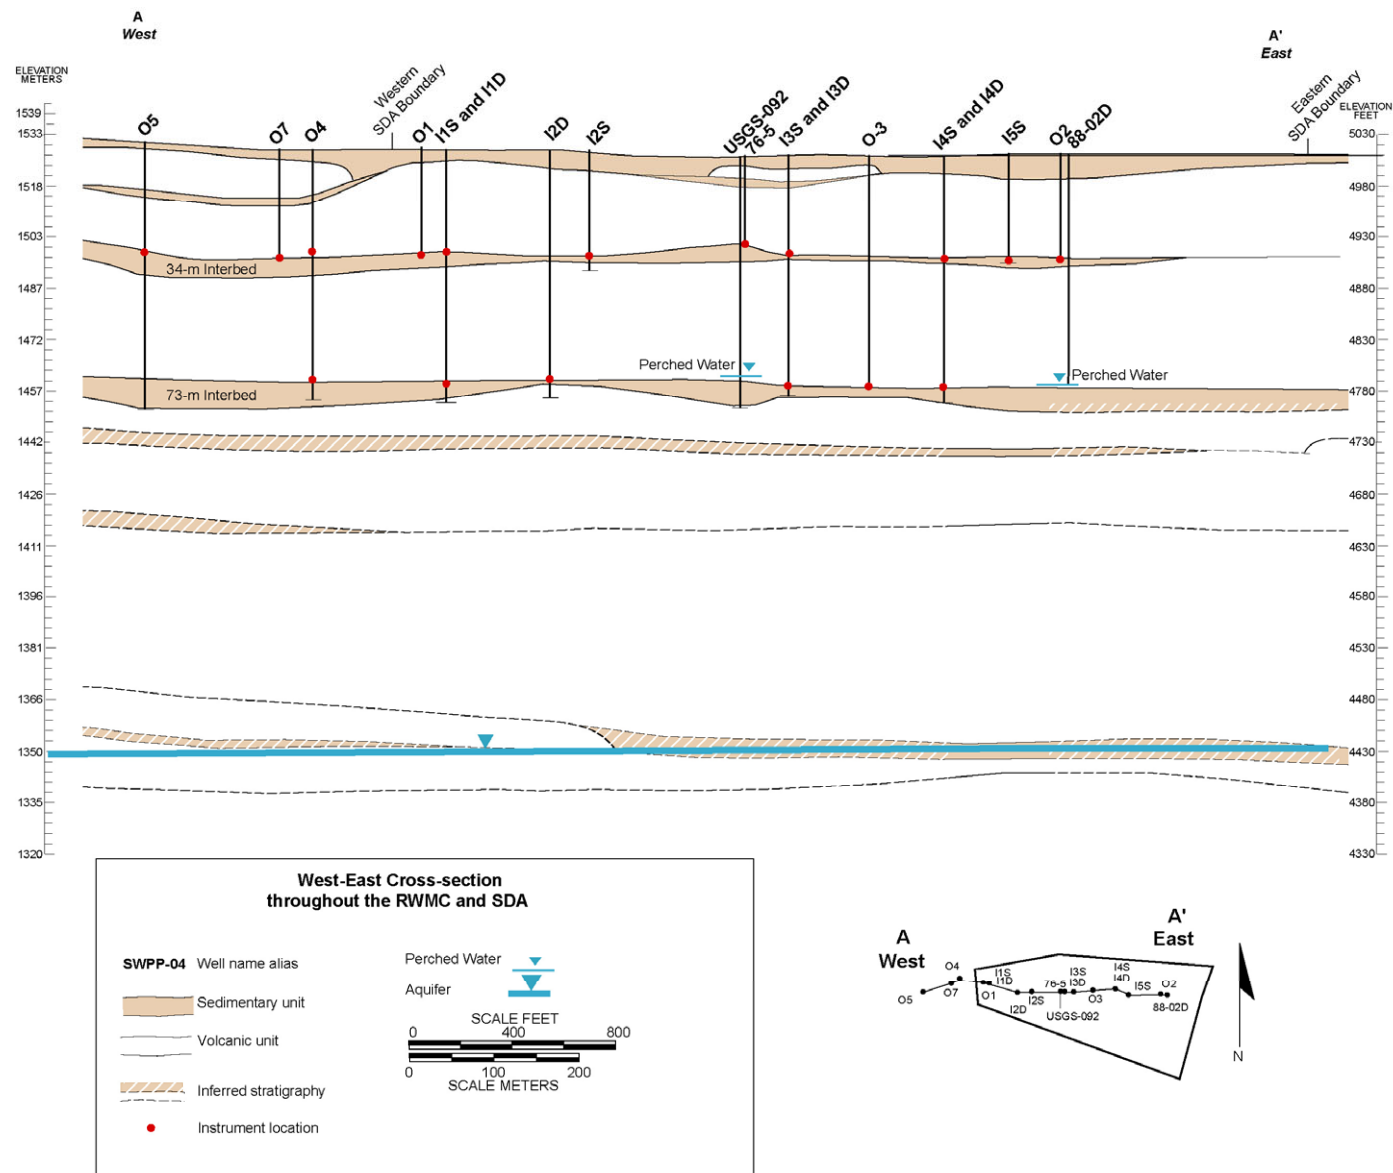 A
West
A'
East
ELEVATION
METERS
Western
SDA Boundary
Eastern
SDA Boundary
ELEVATION
FEET
O5
O7
O4
O1
I1S and I1D
I2D
I2S
USGS-092
76-5
I3S and I3D
O-3
I4S and I4D
I5S
O2
88-02D
1539
1533
1518
1503
1487
1472
1457
1442
1426
1411
1396
1381
1366
1350
1335
1320
5030
4980
4930
4880
4830
4780
4730
4680
4630
4580
4530
4480
4430
4380
4330
34-m Interbed
Perched Water
Perched Water
73-m Interbed
West-East Cross-section
throughout the RWMC and SDA
SWPP-04 Well name alias
Sedimentary unit
Volcanic unit
Inferred stratigraphy
Instrument location
Perched Water
Aquifer
SCALE FEET
0 400 800
0 100 200
SCALE METERS
A
West
A'
East
O5
O7
O4
I1S
I1D
O1
I2D
I2S
76-5
USGS-092
I3S
I3D
O3
I4S
I4D
I5S
O2
88-02D
N